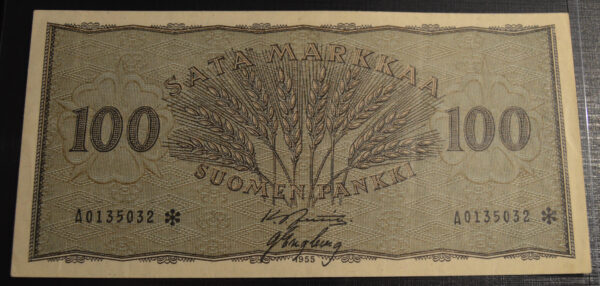 SATA MARKKAA
100 100
SUOMEN PANKKI
A0135032 * A0135032 *
1955